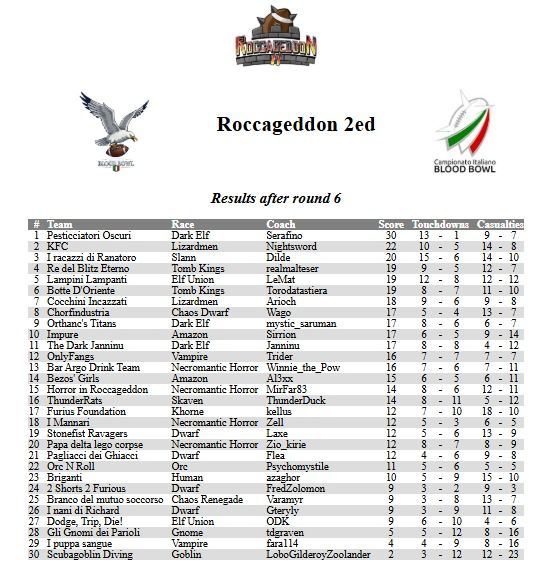 ROCCAGEDDON
BLOOD BOWL
Roccageddon 2ed
Campionato Italiano
BLOOD BOWL
Results after round 6
# Team Race Coach Score Touchdowns Casualties
1 Pesticciatori Oscuri Dark Elf Serafino 30 13 - 1 9 - 7
2 KFC Lizardmen Nightsword 22 10 - 5 14 - 8
3 I racazzi di Ranatoro Slann Dilde 20 15 - 6 14 - 10
4 Re del Blitz Eterno Tomb Kings realmalteser 19 9 - 5 12 - 7
5 Lampini Lampanti Elf Union LeMat 19 12 - 8 12 - 12
6 Botte D'Oriente Tomb Kings Torodatastiera 19 8 - 7 11 - 10
7 Cocchini Incazzati Lizardmen Arioch 18 9 - 6 9 - 8
8 Chorfindustria Chaos Dwarf Wago 17 5 - 4 13 - 7
9 Orthanc's Titans Dark Elf mystic_saruman 17 8 - 6 6 - 7
10 Impure Amazon Sirrion 17 6 - 5 9 - 14
11 The Dark Janninu Dark Elf Janninu 17 8 - 8 4 - 12
12 OnlyFangs Vampire Trider 16 7 - 7 7 - 7
13 Bar Argo Drink Team Necromantic Horror Winnie_the_Pow 16 7 - 6 7 - 11
14 Bezos' Girls Amazon Al3xx 15 6 - 5 6 - 11
15 Horror in Roccageddon Necromantic Horror MirFar83 14 8 - 6 12 - 11
16 ThunderRats Skaven ThunderDuck 14 8 - 11 5 - 12
17 Furius Foundation Khorne kellus 12 7 - 10 18 - 10
18 I Mannari Necromantic Horror Zell 12 5 - 3 6 - 5
19 Stonefist Ravagers Dwarf Laxe 12 5 - 6 13 - 9
20 Papa delta lego corpse Necromantic Horror Zio_kirie 12 7 - 8 8 - 9
21 Pagliacci dei Ghiacci Dwarf Flea 12 4 - 6 9 - 8
22 Orc N Roll Orc Psychomystile 11 5 - 6 5 - 5
23 Briganti Human azaghor 10 5 - 9 15 - 10
24 2 Shorts 2 Furious Dwarf FredZolomon 9 3 - 2 9 - 3
25 Branco del mutuo soccorso Chaos Renegade Varamyr 9 3 - 8 13 - 7
26 I nani di Richard Dwarf Gteryly 9 3 - 9 11 - 8
27 Dodge, Trip, Die! Elf Union ODK 9 6 - 10 4 - 6
28 Gli Gnomi dei Parioli Gnome tdgraven 5 5 - 12 8 - 16
29 I puppa sangue Vampire fara114 4 4 - 9 8 - 16
30 Scubagoblin Diving Goblin LoboGilderoyZoolander 2 3 - 12 12 - 23